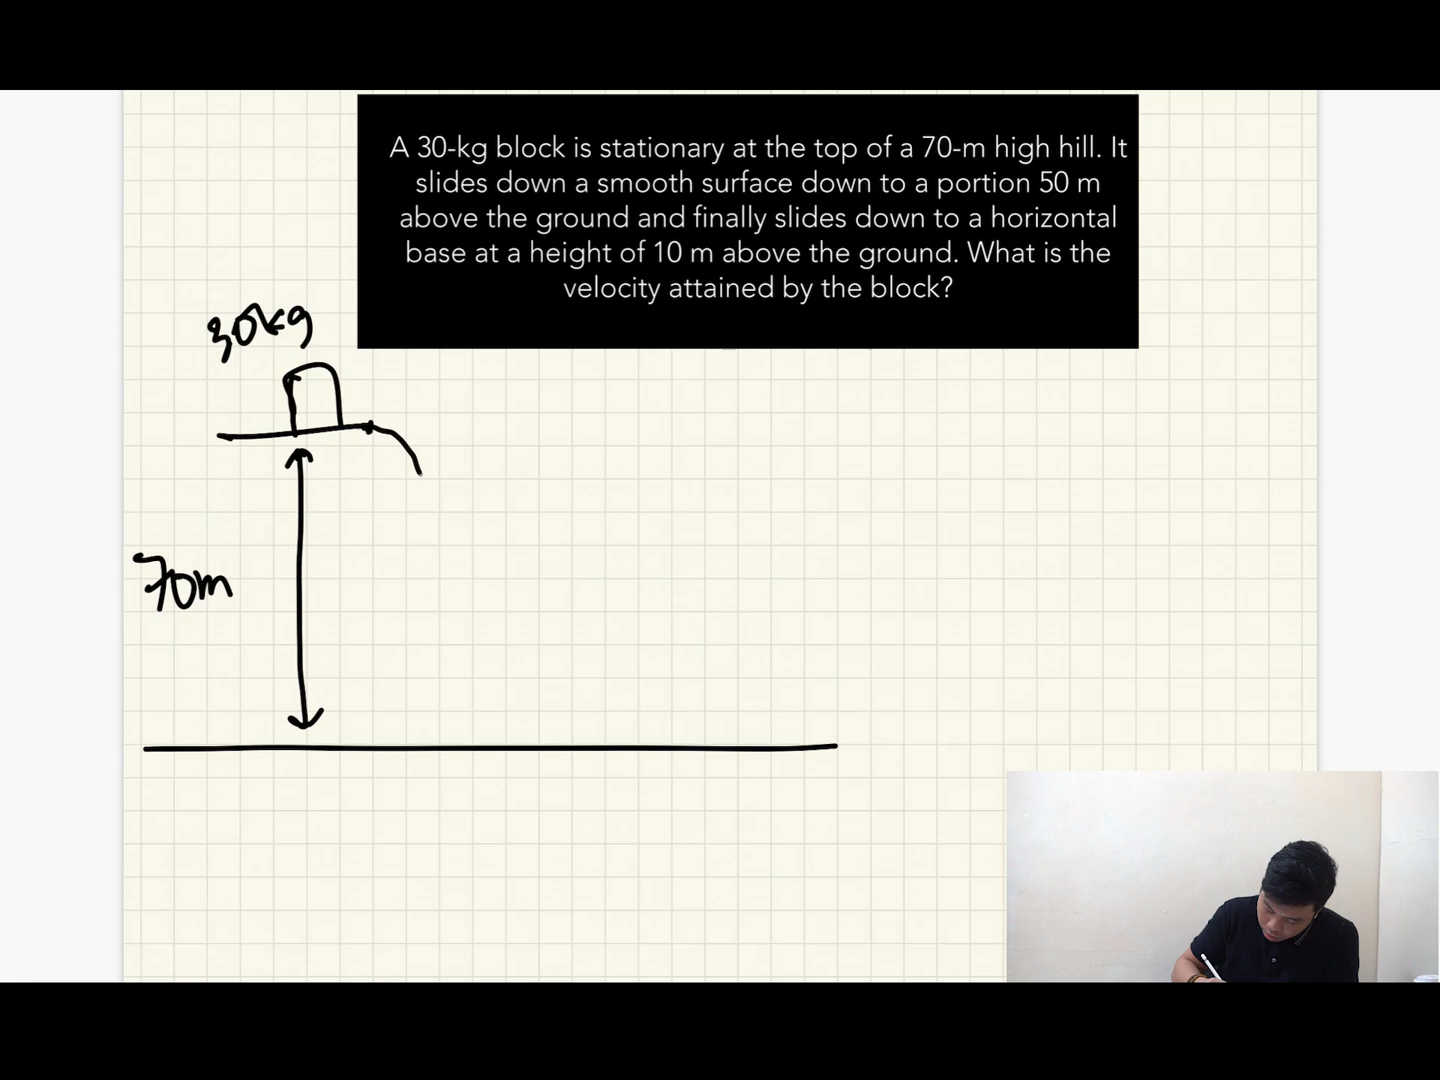 A 30-kg block is stationary at the top of a 70-m high hill. It
slides down a smooth surface down to a portion 50 m
above the ground and finally slides down to a horizontal
base at a height of 10 m above the ground. What is the
velocity attained by the block?
30kg
70m